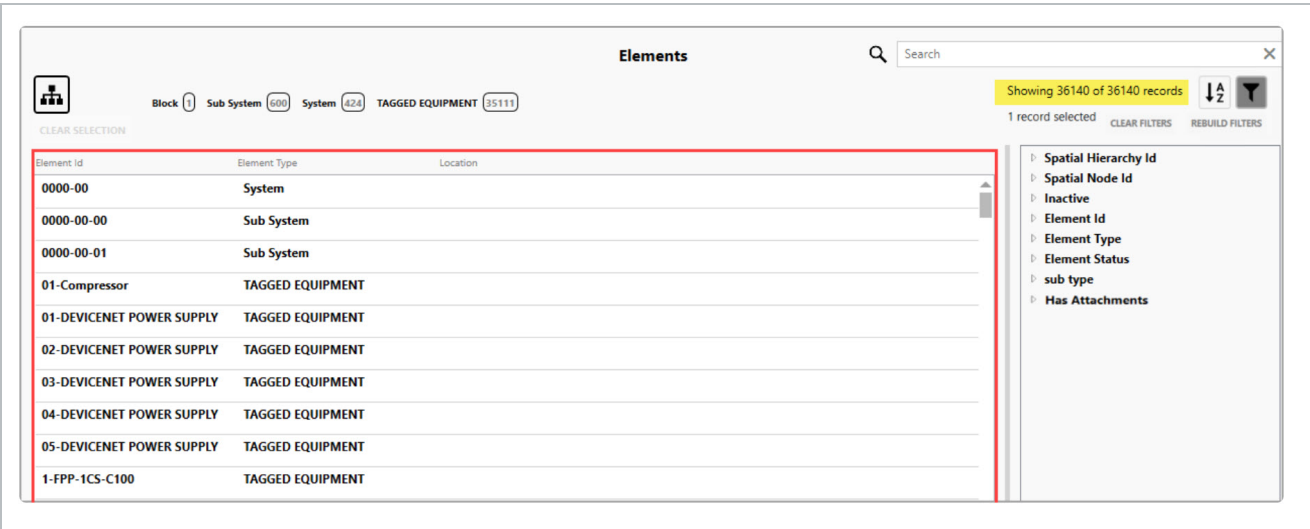 Elements
Search
Block 1 Sub System 600 System 424 TAGGED EQUIPMENT 35111
Showing 36140 of 36140 records
A
Z
CLEAR SELECTION
1 record selected CLEAR FILTERS REBUILD FILTERS
Element Id Element Type Location
0000-00 System
0000-00-00 Sub System
0000-00-01 Sub System
01-Compressor TAGGED EQUIPMENT
01-DEVICENET POWER SUPPLY TAGGED EQUIPMENT
02-DEVICENET POWER SUPPLY TAGGED EQUIPMENT
03-DEVICENET POWER SUPPLY TAGGED EQUIPMENT
04-DEVICENET POWER SUPPLY TAGGED EQUIPMENT
05-DEVICENET POWER SUPPLY TAGGED EQUIPMENT
1-FPP-1CS-C100 TAGGED EQUIPMENT
Spatial Hierarchy Id
Spatial Node Id
Inactive
Element Id
Element Type
Element Status
sub type
Has Attachments